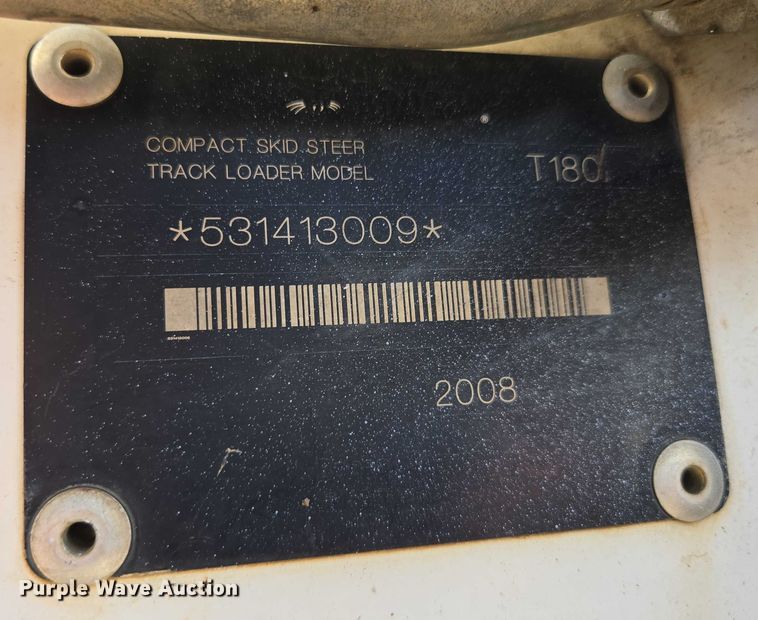 ®
COMPACT SKID STEER
TRACK LOADER MODEL T180
*531413009*
2008
Purple Wave Auction